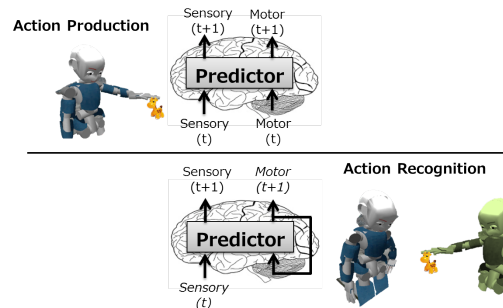 Action Production
Sensory
(t+1)
Motor
(t+1)
Predictor
Sensory
(t)
Motor
(t)
Sensory
(t+1)
Motor
(t+1)
Action Recognition
Predictor
Sensory
(t)